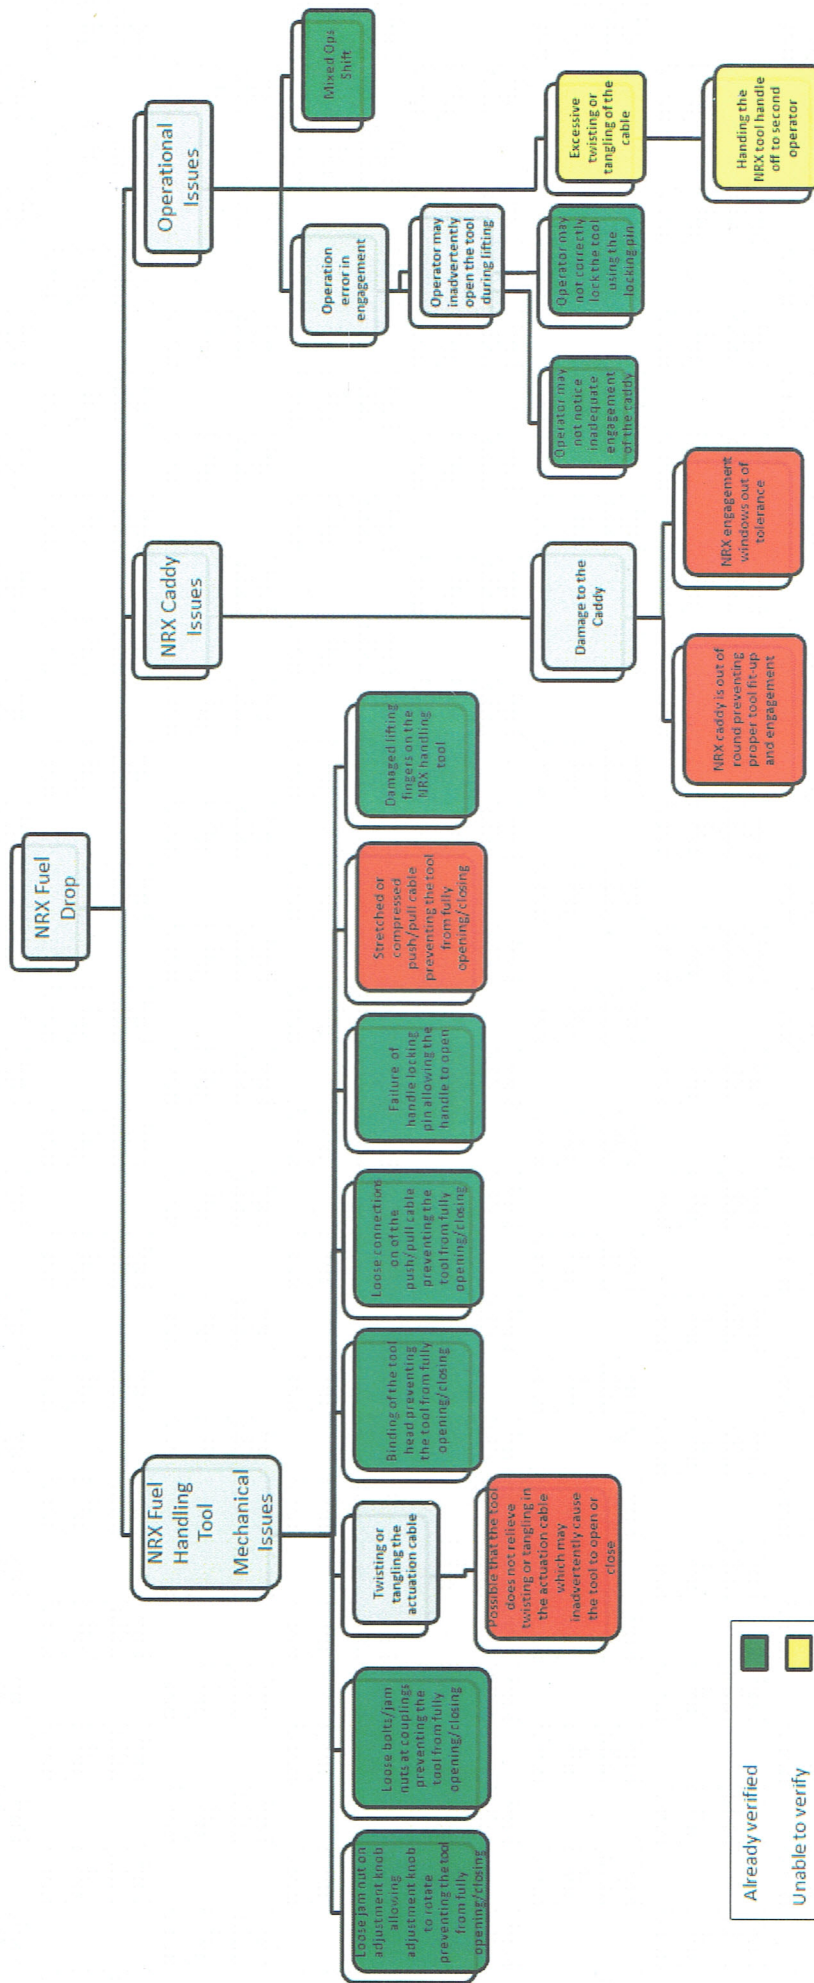 NRX Fuel
Drop
NRX Fuel
Handling
Tool
Mechanical
Issues
NRX Caddy
Issues
Operational
Issues
Loose jam nut on
adjustment knob
allowing
adjustment knob
to rotate
preventing the tool
from fully
opening/closing
Loose bolts/jam
nuts at couplings
preventing the
tool from fully
opening/closing
Twisting or
tangling the
actuation cable
Possible that the tool
does not relieve
twisting or tangling in
the actuation cable
which may
inadvertently cause
the tool to open or
close
Binding of the tool
head preventing
the tool from fully
opening/closing
Loose connections
on of the
push/pull cable
preventing the
tool from fully
opening/closing
Failure of
handle locking
pin allowing the
handle to open
Stretched or
compressed
push/pull cable
preventing the tool
from fully
opening/closing
Damaged lifting
fingers on the
NRX handling
tool
Damage to the
Caddy
NRX caddy is out of
round preventing
proper tool fit-up
and engagement
NRX engagement
windows out of
tolerance
Operation
error in
engagement
Mixed Ops
Shift
Operator may
inadvertently
open the tool
during lifting
Operator may
not notice
inadequate
engagement
of the caddy
Operator may
not correctly
lock the tool
using the
locking pin
Excessive
twisting or
tangling of the
cable
Handing the
NRX tool handle
off to second
operator
Already verified
Unable to verify